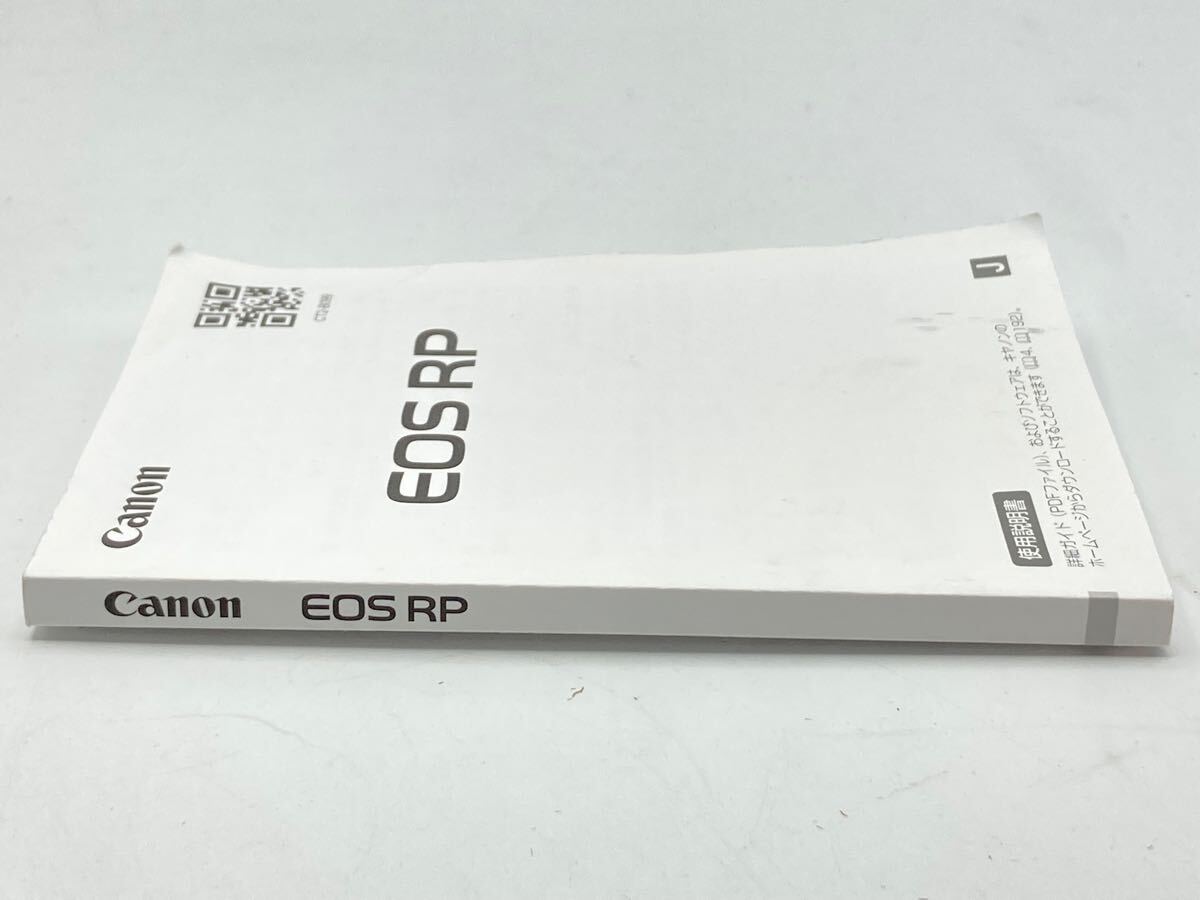 Canon
EOS RP
J
使用説明書
詳細ガイド（PDFファイル）、およびソフトウェアは、キヤノンの
ホームページからダウンロードすることができます（4、192）。
Canon EOS RP